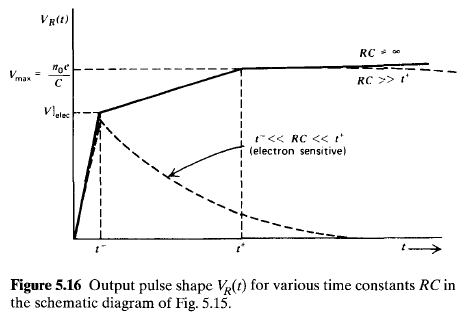 V_R(t)
RC = ∞
V_max = n_0e / C
RC >> t^+
V|_elec
t^- << RC << t^+
(electron sensitive)
t^-
t^+
t
Figure 5.16 Output pulse shape V_R(t) for various time constants RC in
the schematic diagram of Fig. 5.15.